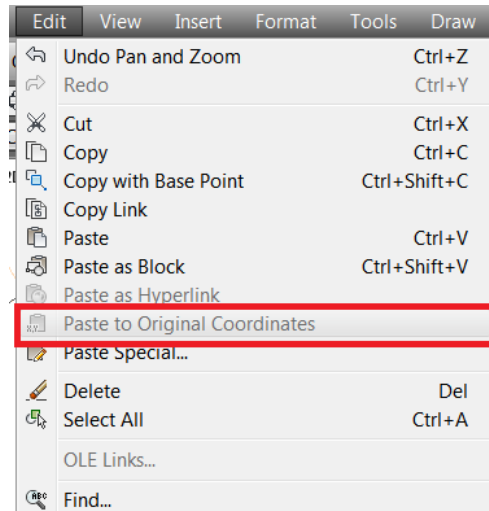 Edit View Insert Format Tools Draw
Undo Pan and Zoom Ctrl+Z
Redo Ctrl+Y
Cut Ctrl+X
Copy Ctrl+C
Copy with Base Point Ctrl+Shift+C
Copy Link
Paste Ctrl+V
Paste as Block Ctrl+Shift+V
Paste as Hyperlink
Paste to Original Coordinates
Paste Special...
Delete Del
Select All Ctrl+A
OLE Links...
Find...